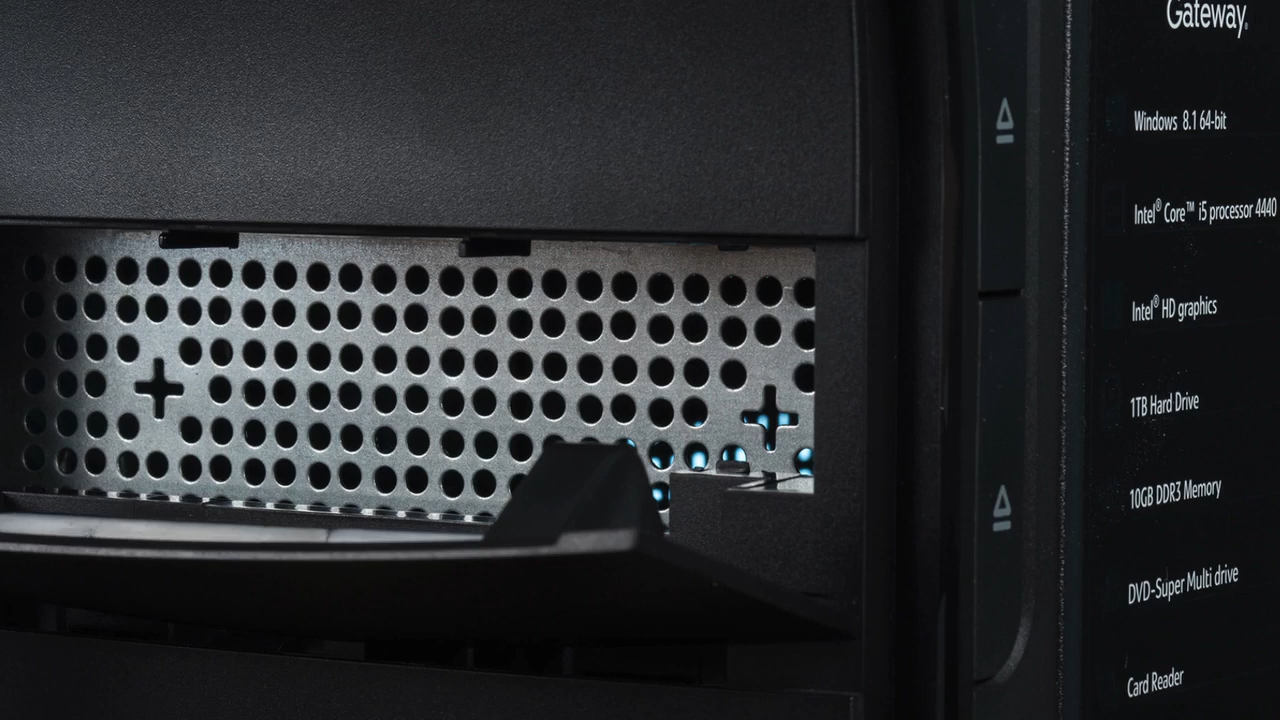 Gateway.
Windows 8.1 64-bit
Intel® Core™ i5 processor 4440
Intel® HD graphics
1TB Hard Drive
10GB DDR3 Memory
DVD-Super Multi drive
Card Reader